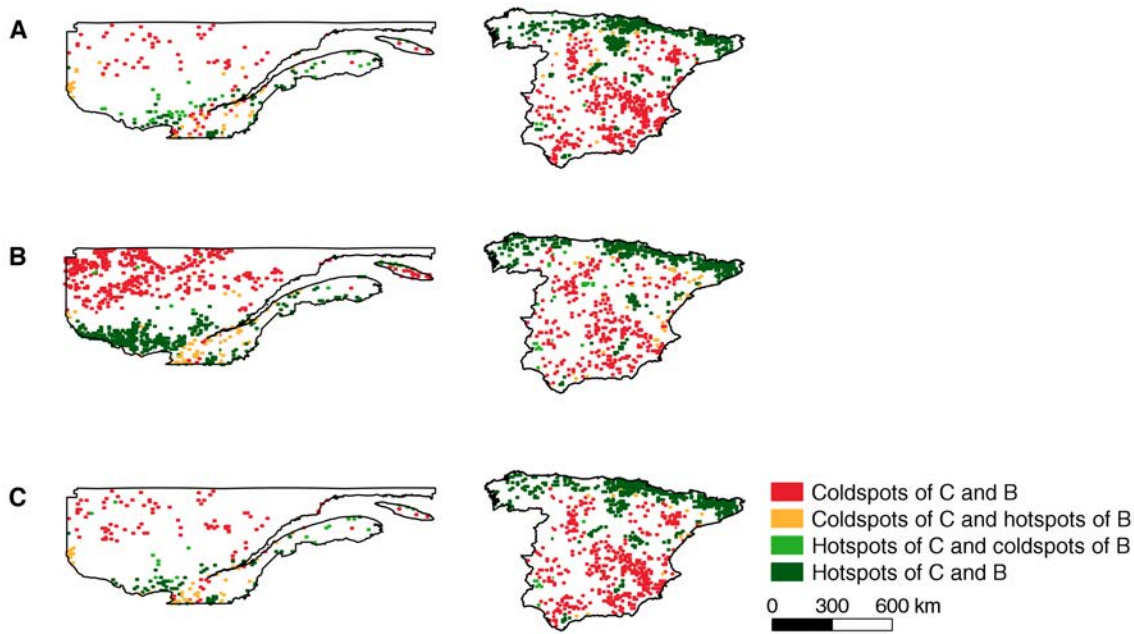 A
B
C
Coldspots of C and B
Coldspots of C and hotspots of B
Hotspots of C and coldspots of B
Hotspots of C and B
0 300 600 km